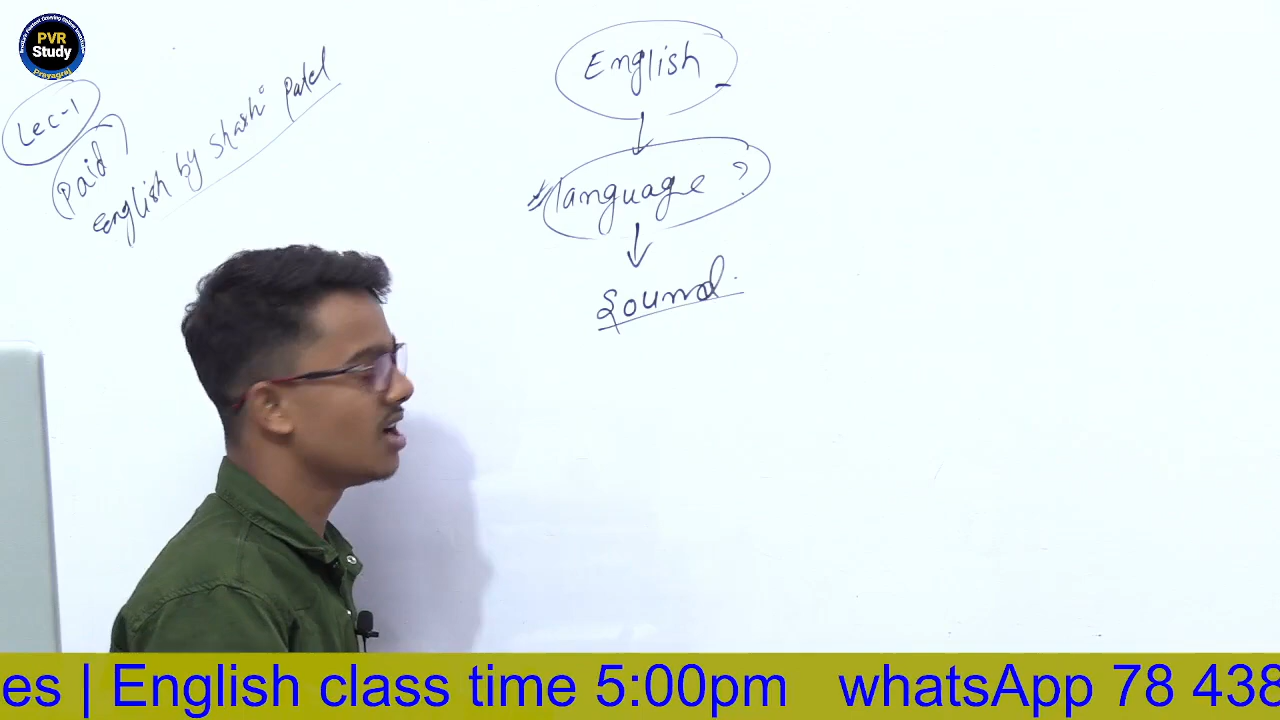 PVR
Study
Prayagraj
Lec-1
Paid
English by Shashi Patel
English
language ?
Sound
es | English class time 5:00pm whatsApp 78 438